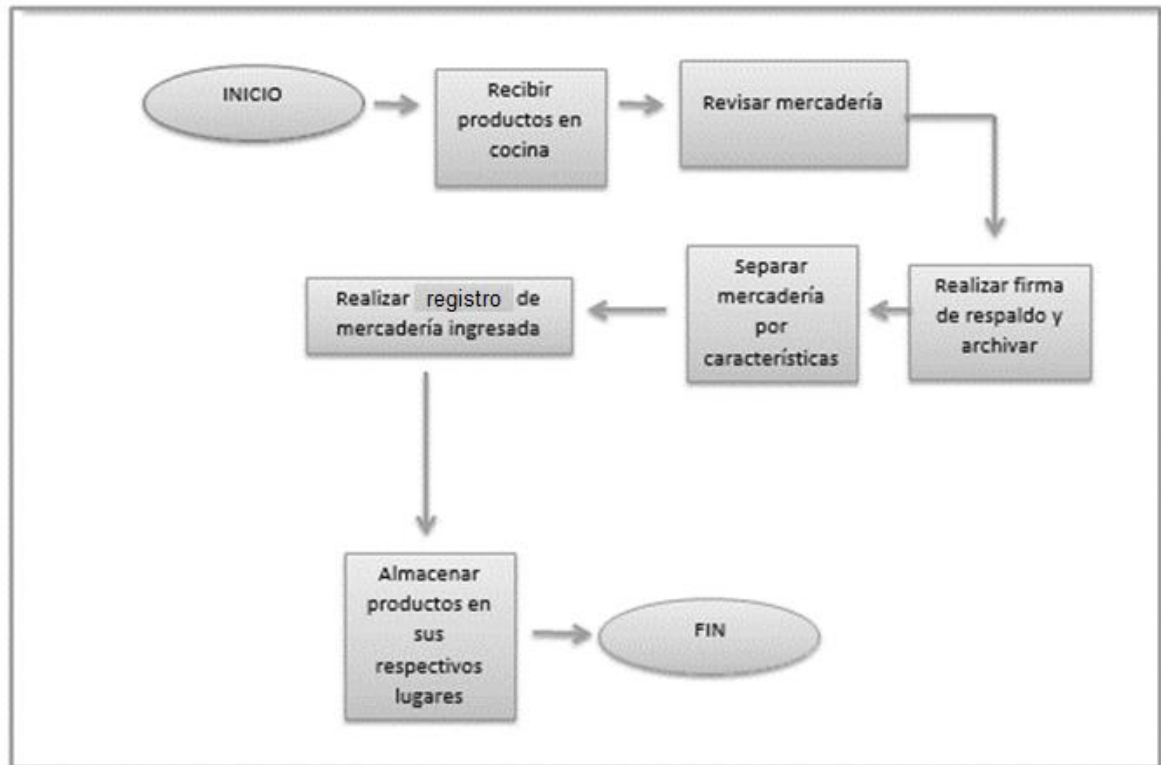 INICIO
Recibir
productos en
cocina
Revisar mercadería
Realizar firma
de respaldo y
archivar
Separar
mercadería
por
características
Realizar registro de
mercadería ingresada
Almacenar
productos en
sus
respectivos
lugares
FIN